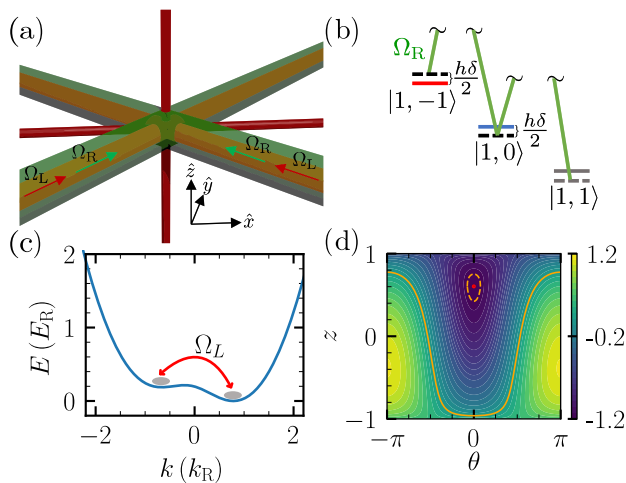 (a)
Ω_L
Ω_R
Ω_R
Ω_L
ẑ
ŷ
x̂
(b)
Ω_R
}hδ/2
|1, -1⟩
}hδ/2
|1, 0⟩
|1, 1⟩
(c)
E (E_R)
2
1
0
Ω_L
−2
0
2
k (k_R)
(d)
z
1
0
−1
−π
0
π
θ
1.2
-0.2
-1.2